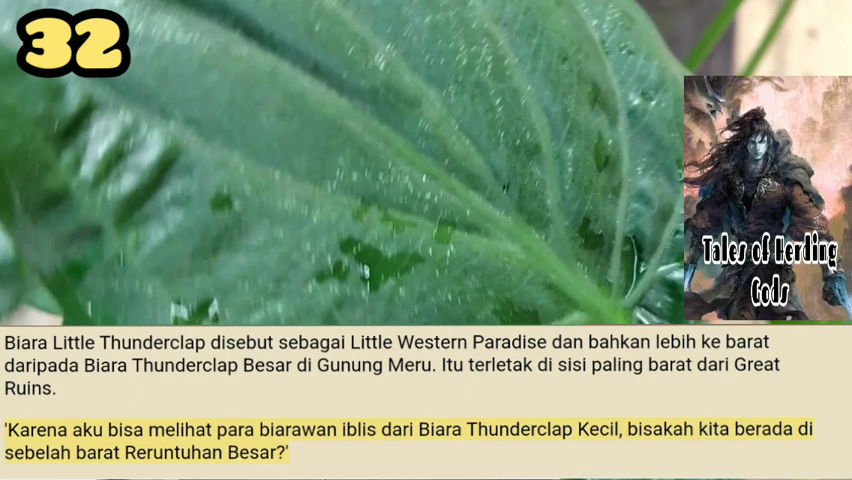 32
Tales of Herding
Gods
Biara Little Thunderclap disebut sebagai Little Western Paradise dan bahkan lebih ke barat
daripada Biara Thunderclap Besar di Gunung Meru. Itu terletak di sisi paling barat dari Great
Ruins.
'Karena aku bisa melihat para biarawan iblis dari Biara Thunderclap Kecil, bisakah kita berada di
sebelah barat Reruntuhan Besar?'